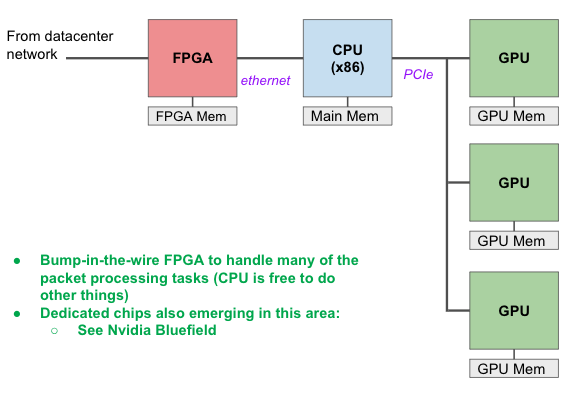 From datacenter
network
FPGA
FPGA Mem
ethernet
CPU
(x86)
Main Mem
PCIe
GPU
GPU Mem
GPU
GPU Mem
GPU
GPU Mem
● Bump-in-the-wire FPGA to handle many of the
packet processing tasks (CPU is free to do
other things)
● Dedicated chips also emerging in this area:
○ See Nvidia Bluefield